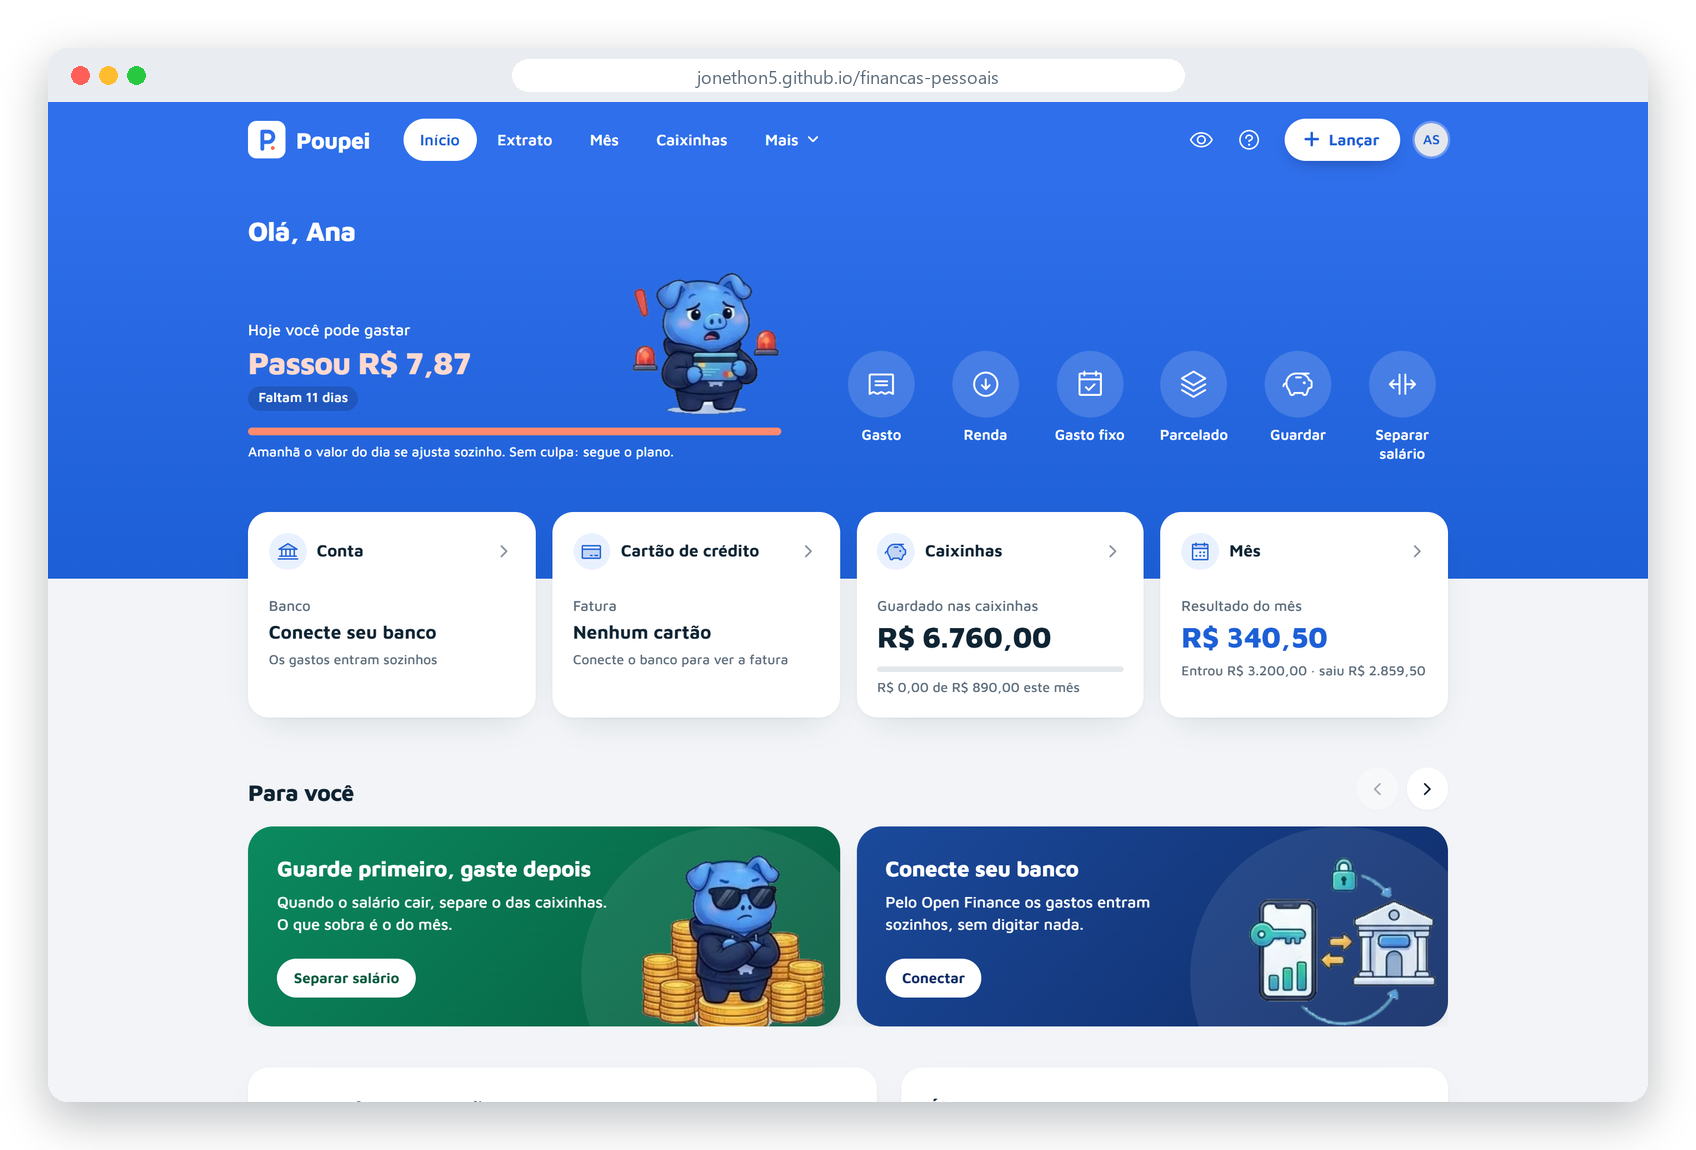 jonethon5.github.io/financas-pessoais
P. Poupei
Início
Extrato
Mês
Caixinhas
Mais
+ Lançar
AS
Olá, Ana
Hoje você pode gastar
Passou R$ 7,87
Faltam 11 dias
Amanhã o valor do dia se ajusta sozinho. Sem culpa: segue o plano.
Gasto
Renda
Gasto fixo
Parcelado
Guardar
Separar
salário
Conta
Banco
Conecte seu banco
Os gastos entram sozinhos
Cartão de crédito
Fatura
Nenhum cartão
Conecte o banco para ver a fatura
Caixinhas
Guardado nas caixinhas
R$ 6.760,00
R$ 0,00 de R$ 890,00 este mês
Mês
Resultado do mês
R$ 340,50
Entrou R$ 3.200,00 · saiu R$ 2.859,50
Para você
Guarde primeiro, gaste depois
Quando o salário cair, separe o das caixinhas.
O que sobra é o do mês.
Separar salário
Conecte seu banco
Pelo Open Finance os gastos entram
sozinhos, sem digitar nada.
Conectar